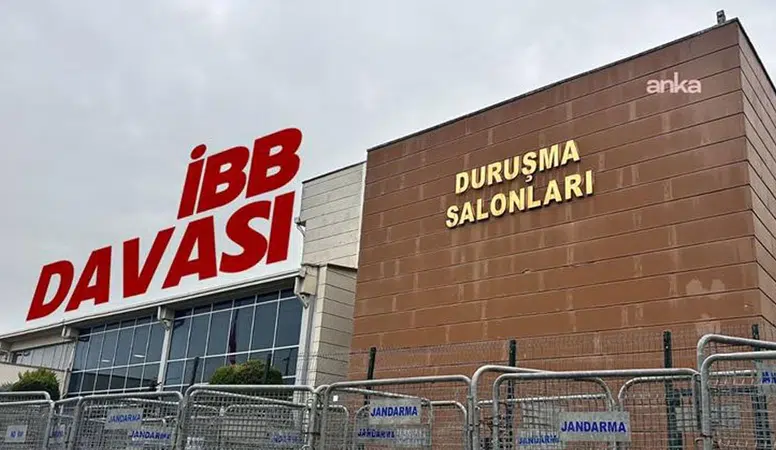 anka
İBB
DAVASI
DURUŞMA
SALONLARI
JANDARMA
JANDARMA
JANDARMA
JANDARMA
JANDARMA